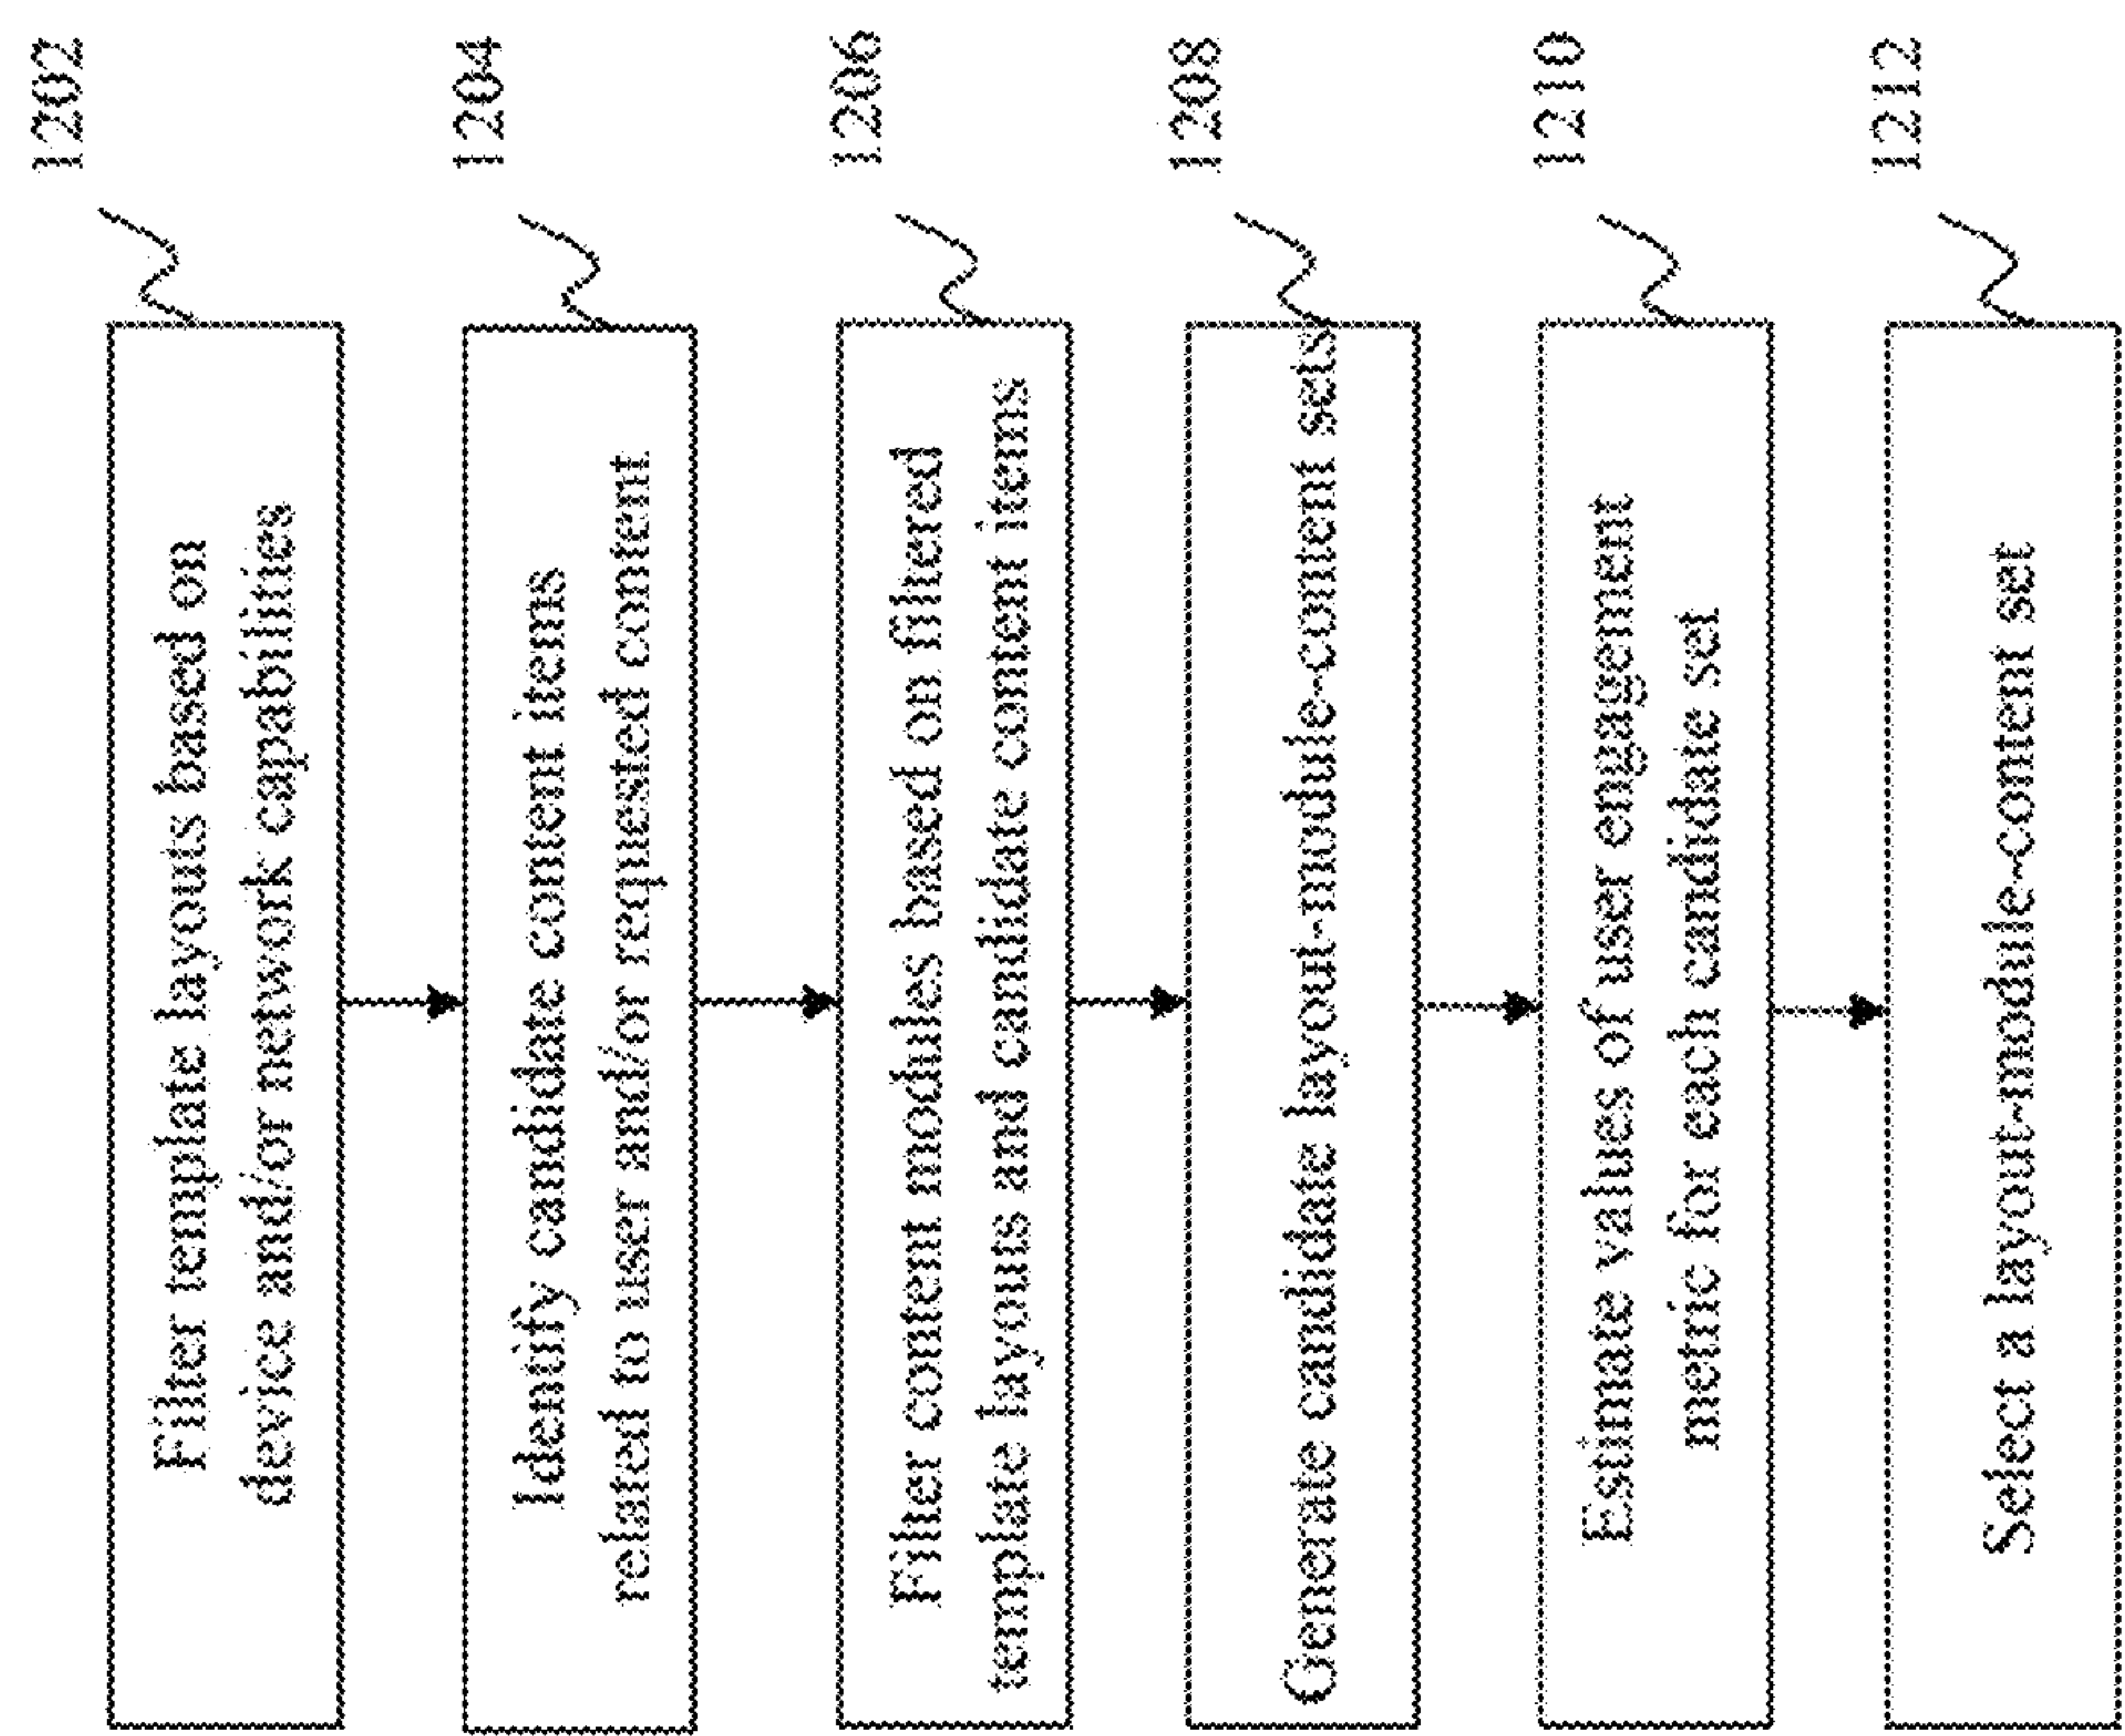 1202
Filter template layouts based on
device and/or network capabilities
1204
Identify candidate content items
related to user and/or requested content
1206
Filter content modules based on filtered
template layouts and candidate content items
1208
Generate candidate layout-module-content sets
1210
Estimate values of user engagement
metric for each candidate set
1212
Select a layout-module-content set